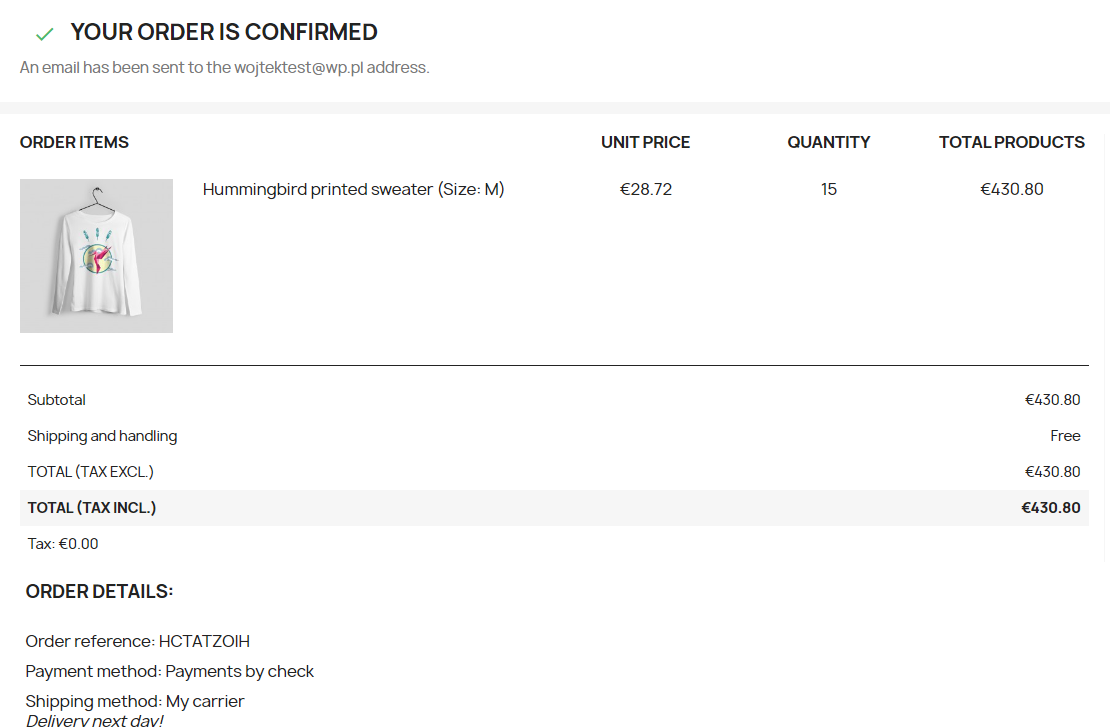 YOUR ORDER IS CONFIRMED
An email has been sent to the wojtektest@wp.pl address.
ORDER ITEMS UNIT PRICE QUANTITY TOTAL PRODUCTS
Hummingbird printed sweater (Size: M) €28.72 15 €430.80
Subtotal €430.80
Shipping and handling Free
TOTAL (TAX EXCL.) €430.80
TOTAL (TAX INCL.) €430.80
Tax: €0.00
ORDER DETAILS:
Order reference: HCTATZOIH
Payment method: Payments by check
Shipping method: My carrier
Delivery next day!